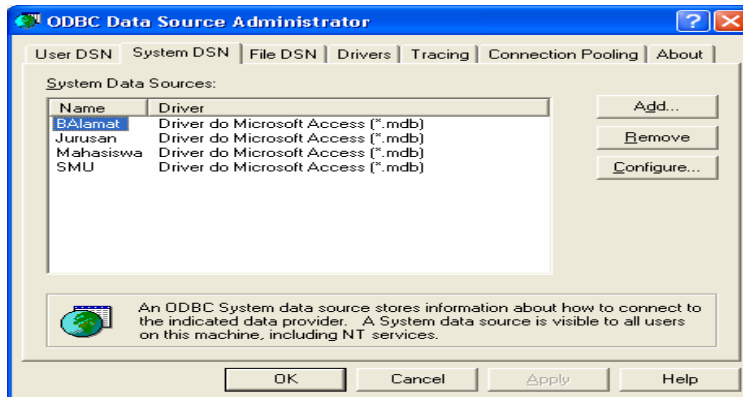 ODBC Data Source Administrator
User DSN System DSN File DSN Drivers Tracing Connection Pooling About
System Data Sources:
Name Driver
BAlamat Driver do Microsoft Access (*.mdb)
Jurusan Driver do Microsoft Access (*.mdb)
Mahasiswa Driver do Microsoft Access (*.mdb)
SMU Driver do Microsoft Access (*.mdb)
Add...
Remove
Configure...
An ODBC System data source stores information about how to connect to
the indicated data provider. A System data source is visible to all users
on this machine, including NT services.
OK Cancel Apply Help